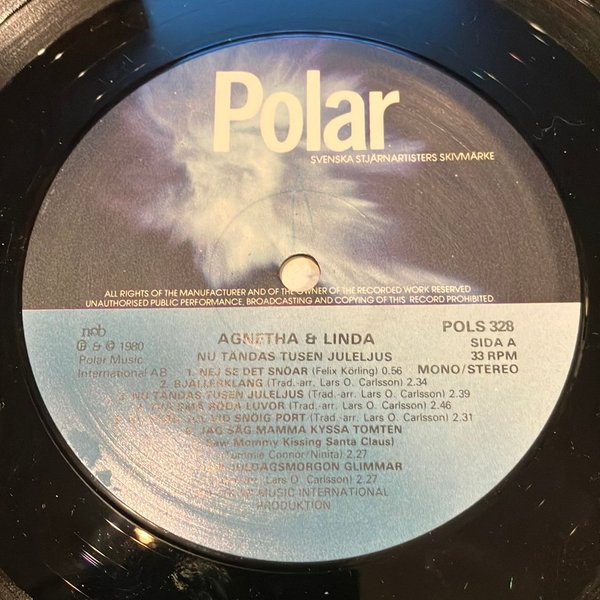 Polar
SVENSKA STJÄRNARTISTERS SKIVMÄRKE
ALL RIGHTS OF THE MANUFACTURER AND OF THE OWNER OF THE RECORDED WORK RESERVED
UNAUTHORISED PUBLIC PERFORMANCE, BROADCASTING AND COPYING OF THIS RECORD PROHIBITED.
ncb
AGNETHA & LINDA
POLS 328
℗ & © 1980
NU TÄNDAS TUSEN JULELJUS
SIDA A
Polar Music
33 RPM
International AB
1. NEJ SE DET SNÖAR (Felix Körling) 0.56
MONO/STEREO
2. BJÄLLERKLANG (Trad.-arr. Lars O. Carlsson) 2.34
NU TÄNDAS TUSEN JULELJUS (Trad.-arr. Lars O. Carlsson) 2.39
SMÅ RÖDA LUVOR (Trad.-arr. Lars O. Carlsson) 2.46
VID SNÖIG PORT (Trad.-arr. Lars O. Carlsson) 2.31
JAG SÅG MAMMA KYSSA TOMTEN
Mommy Kissing Santa Claus)
Connor/Ninita) 2.27
JULDAGSMORGON GLIMMAR
Lars O. Carlsson) 2.27
MUSIC INTERNATIONAL
PRODUKTION